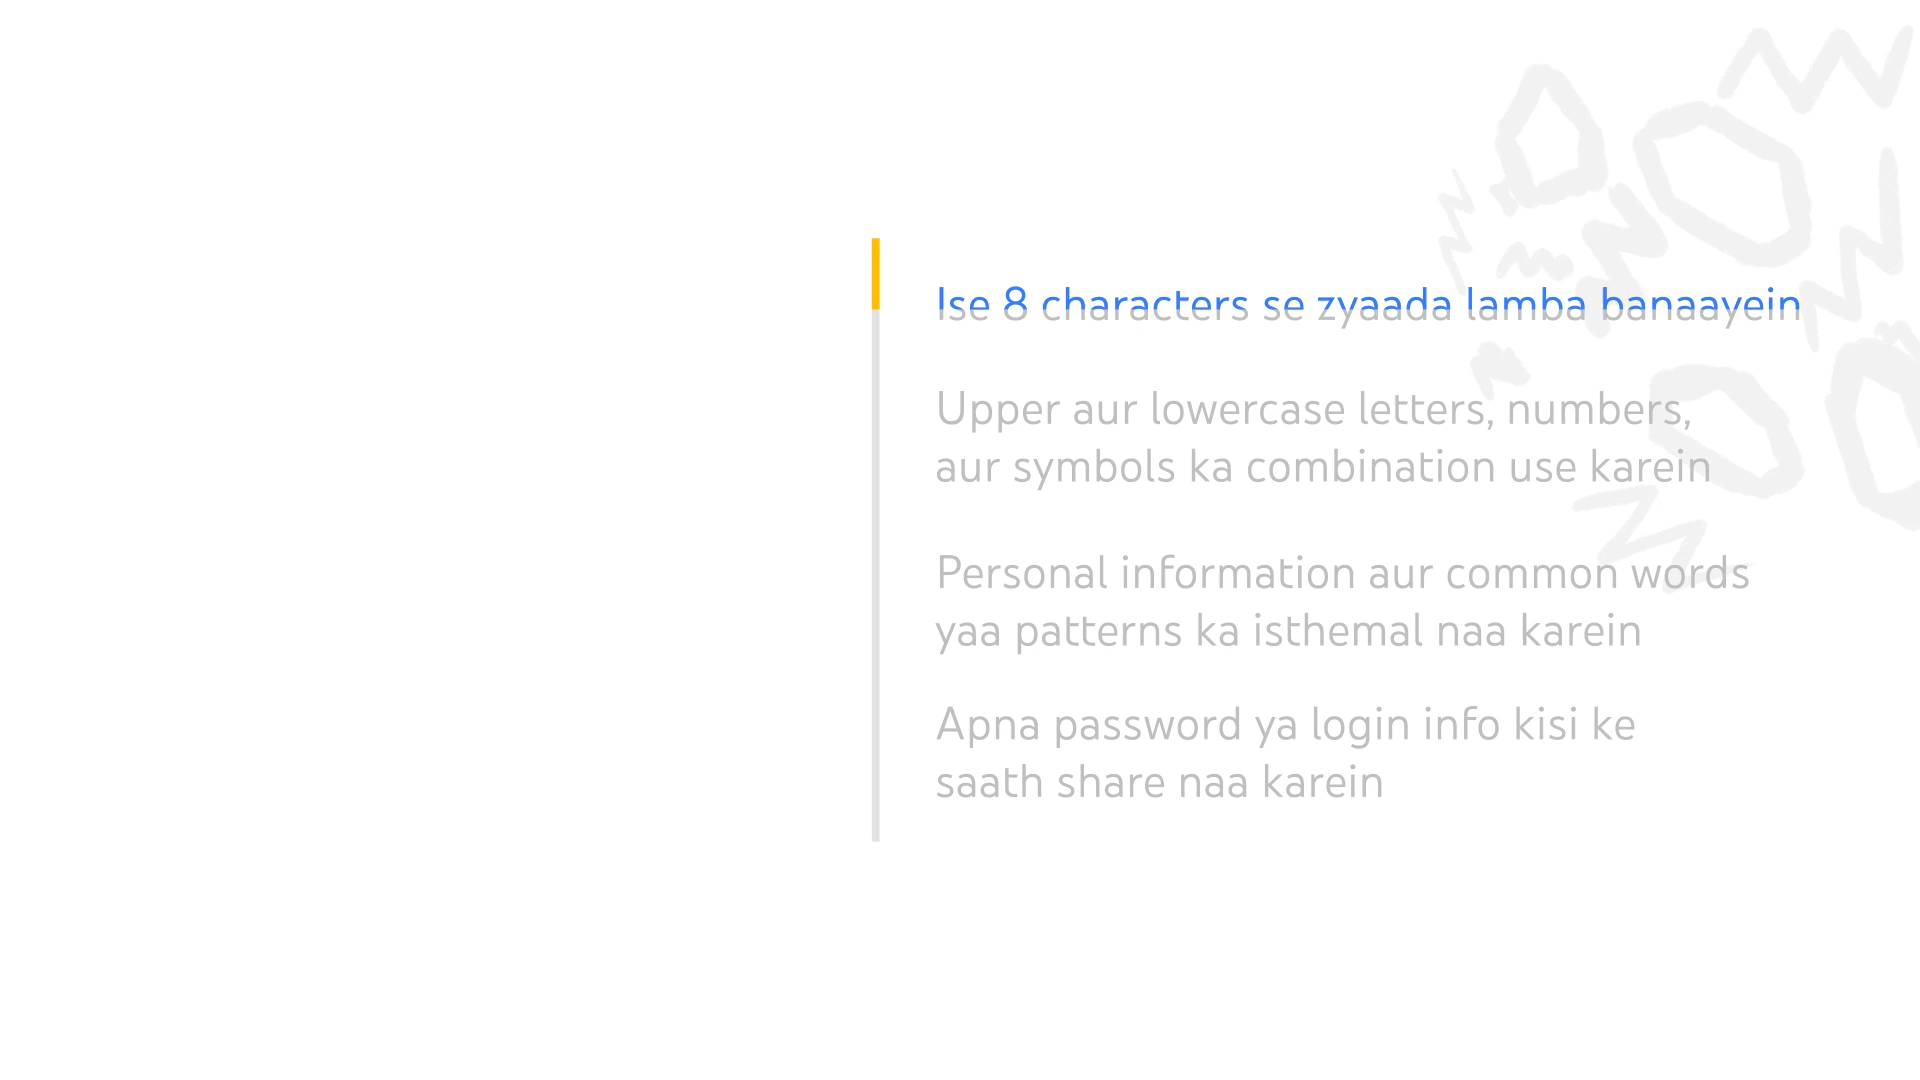 Ise 8 characters se zyaada lamba banaayein
Upper aur lowercase letters, numbers,
aur symbols ka combination use karein
Personal information aur common words
yaa patterns ka isthemal naa karein
Apna password ya login info kisi ke
saath share naa karein